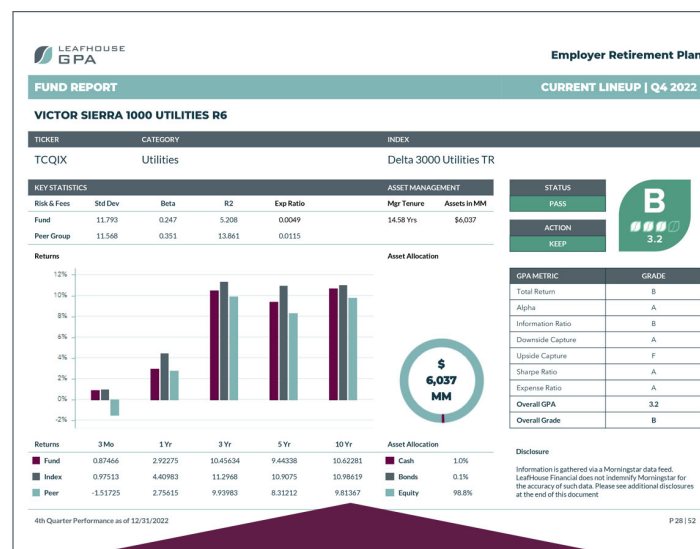 LEAFHOUSE
GPA
Employer Retirement Plan
FUND REPORT
CURRENT LINEUP | Q4 2022
VICTOR SIERRA 1000 UTILITIES R6
TICKER CATEGORY INDEX
TCQIX Utilities Delta 3000 Utilities TR
KEY STATISTICS ASSET MANAGEMENT
Risk & Fees Std Dev Beta R2 Exp Ratio Mgr Tenure Assets in MM
Fund 11.793 0.247 5.208 0.0049 14.58 Yrs $6,037
Peer Group 11.568 0.351 13.861 0.0115
STATUS
PASS
ACTION
KEEP
B
3.2
Returns
Asset Allocation
12%
10%
8%
6%
4%
2%
0%
-2%
$
6,037
MM
GPA METRIC GRADE
Total Return B
Alpha A
Information Ratio B
Downside Capture A
Upside Capture F
Sharpe Ratio A
Expense Ratio A
Overall GPA 3.2
Overall Grade B
Returns 3 Mo 1 Yr 3 Yr 5 Yr 10 Yr Asset Allocation
Fund 0.87466 2.92275 10.45634 9.44338 10.62281 Cash 1.0%
Index 0.97513 4.40983 11.2968 10.9075 10.98619 Bonds 0.1%
Peer -1.51725 2.75615 9.93983 8.31212 9.81367 Equity 98.8%
Disclosure
Information is gathered via a Morningstar data feed.
LeafHouse Financial does not indemnify Morningstar for
the accuracy of such data. Please see additional disclosures
at the end of this document
4th Quarter Performance as of 12/31/2022
P 28 | 52